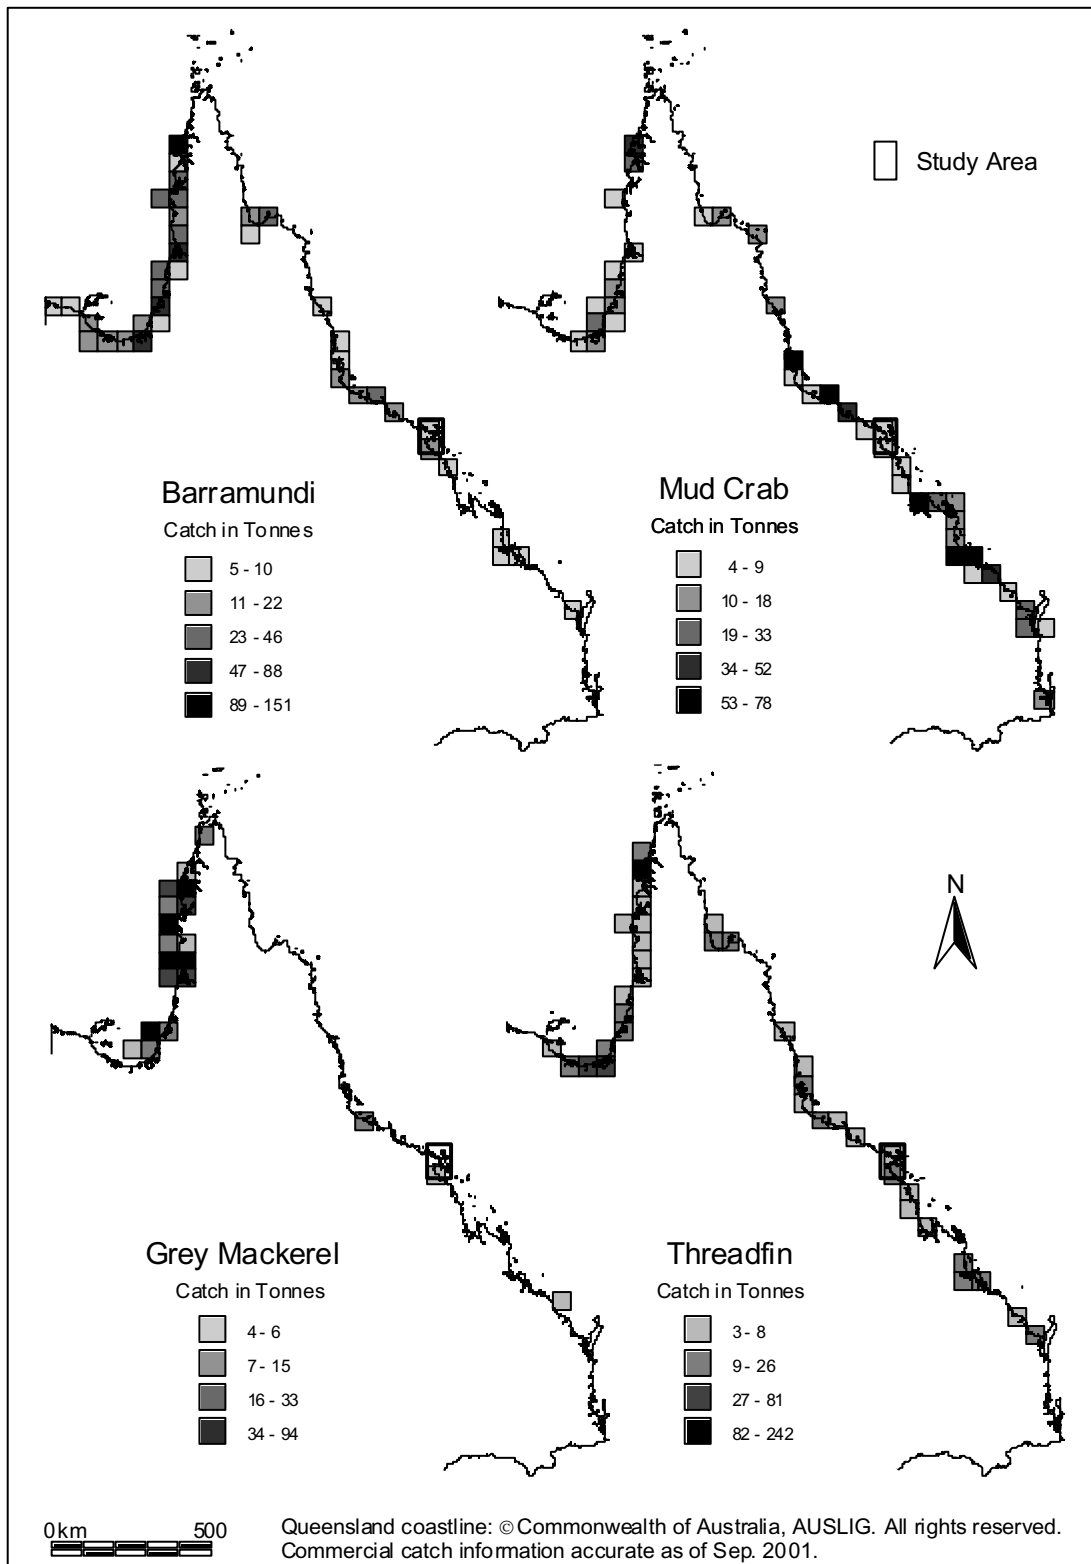 Study Area
Barramundi
Catch in Tonnes
5 - 10
11 - 22
23 - 46
47 - 88
89 - 151
Mud Crab
Catch in Tonnes
4 - 9
10 - 18
19 - 33
34 - 52
53 - 78
N
Grey Mackerel
Catch in Tonnes
4 - 6
7 - 15
16 - 33
34 - 94
Threadfin
Catch in Tonnes
3 - 8
9 - 26
27 - 81
82 - 242
0 km 500
Queensland coastline: © Commonwealth of Australia, AUSLIG. All rights reserved.
Commercial catch information accurate as of Sep. 2001.